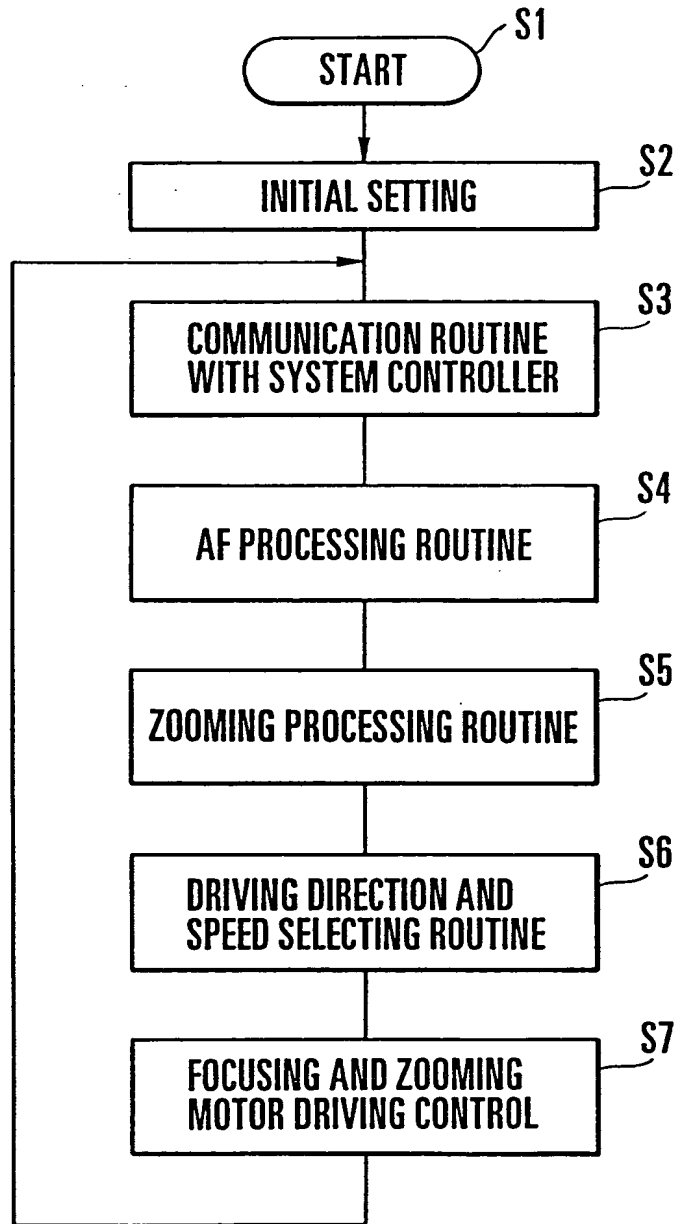 S1
START
S2
INITIAL SETTING
S3
COMMUNICATION ROUTINE
WITH SYSTEM CONTROLLER
S4
AF PROCESSING ROUTINE
S5
ZOOMING PROCESSING ROUTINE
S6
DRIVING DIRECTION AND
SPEED SELECTING ROUTINE
S7
FOCUSING AND ZOOMING
MOTOR DRIVING CONTROL